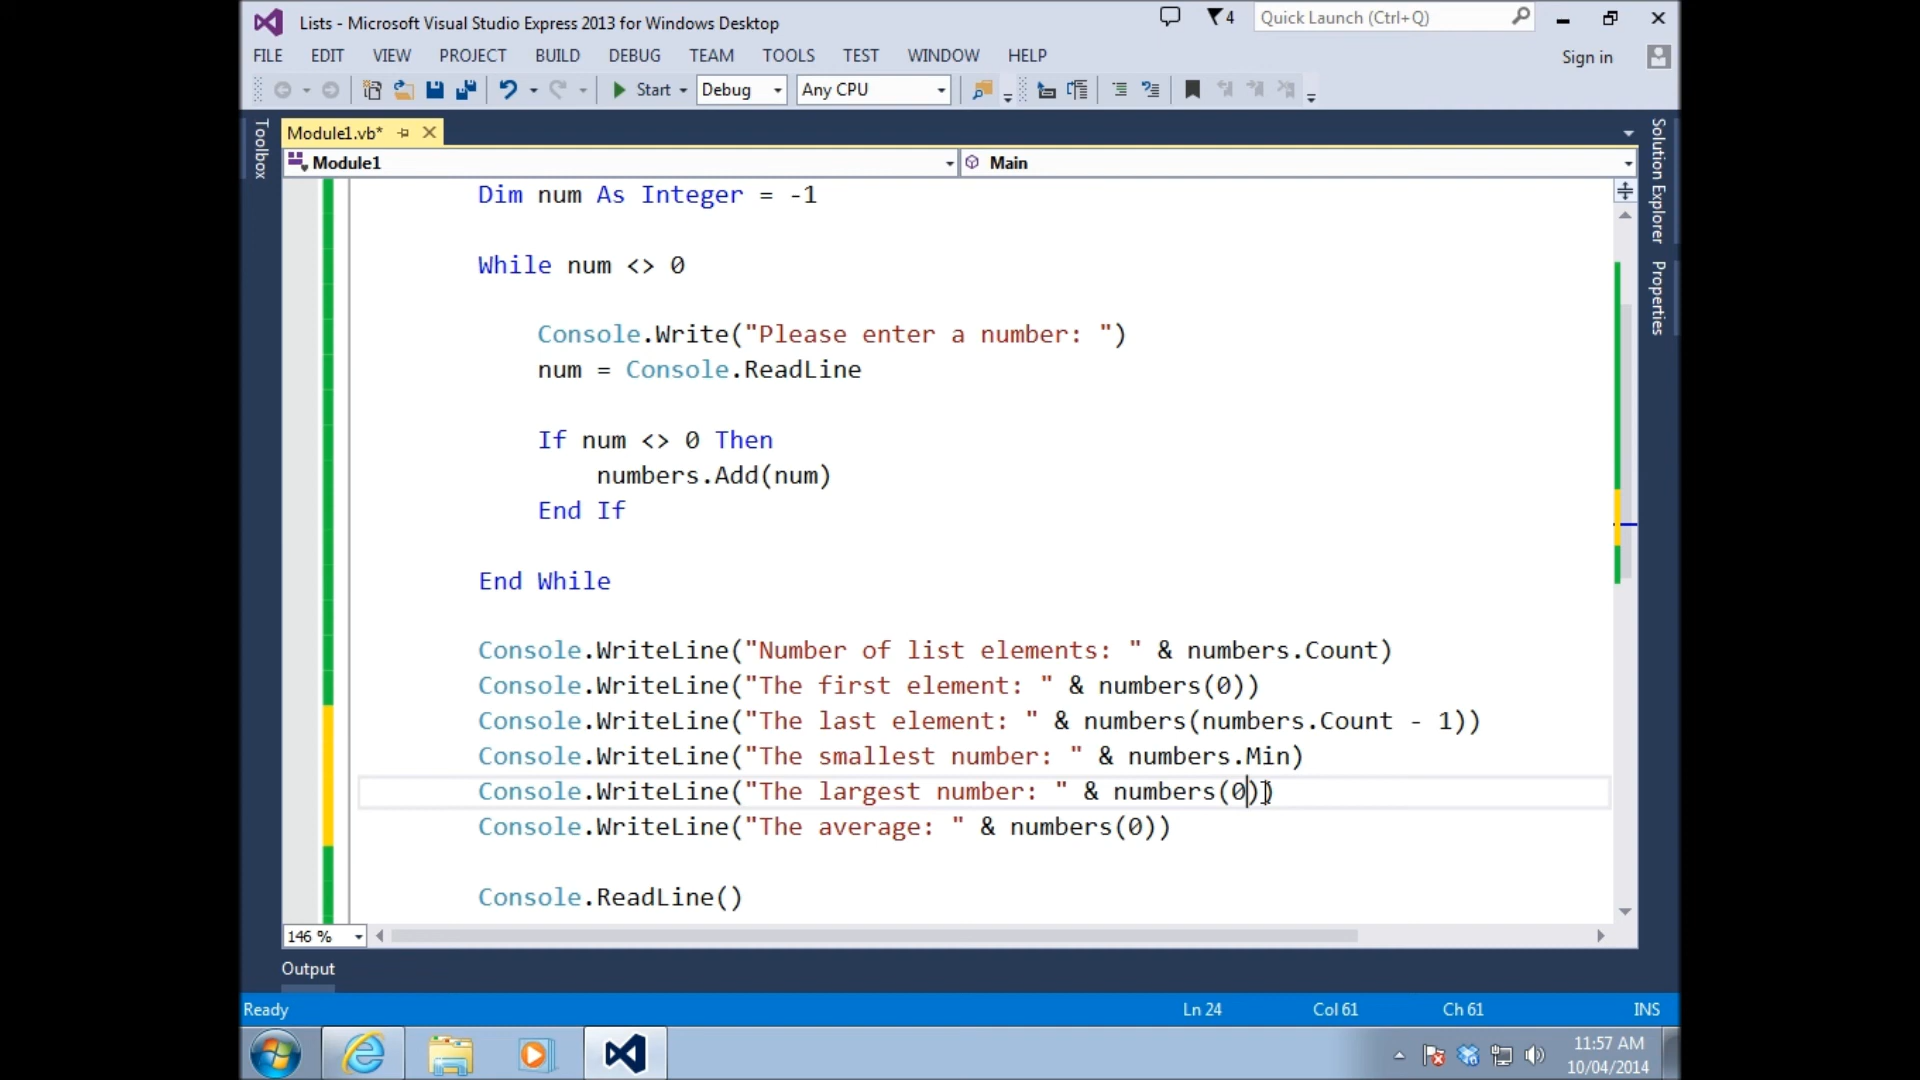 Lists - Microsoft Visual Studio Express 2013 for Windows Desktop
4
Quick Launch (Ctrl+Q)
FILE EDIT VIEW PROJECT BUILD DEBUG TEAM TOOLS TEST WINDOW HELP
Sign in
Start Debug Any CPU
Toolbox
Module1.vb*
Module1 Main
Solution Explorer
Properties
Dim num As Integer = -1
While num <> 0
Console.Write("Please enter a number: ")
num = Console.ReadLine
If num <> 0 Then
numbers.Add(num)
End If
End While
Console.WriteLine("Number of list elements: " & numbers.Count)
Console.WriteLine("The first element: " & numbers(0))
Console.WriteLine("The last element: " & numbers(numbers.Count - 1))
Console.WriteLine("The smallest number: " & numbers.Min)
Console.WriteLine("The largest number: " & numbers(0))
Console.WriteLine("The average: " & numbers(0))
Console.ReadLine()
146 %
Output
Ready Ln 24 Col 61 Ch 61 INS
11:57 AM
10/04/2014